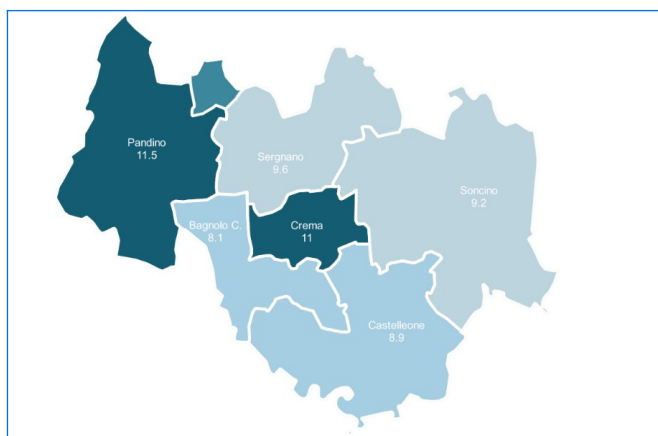 Pandino
11.5
Sergnano
9.6
Soncino
9.2
Bagnolo C.
8.1
Crema
11
Castelleone
8.9